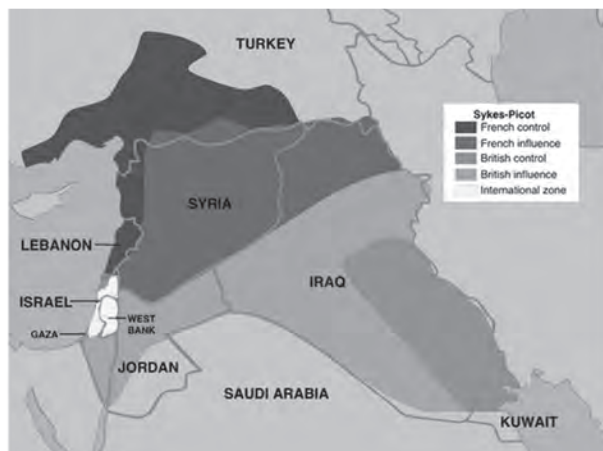 TURKEY
Sykes-Picot
French control
French influence
British control
British influence
International zone
SYRIA
LEBANON
IRAQ
ISRAEL
WEST
BANK
GAZA
JORDAN
SAUDI ARABIA
KUWAIT